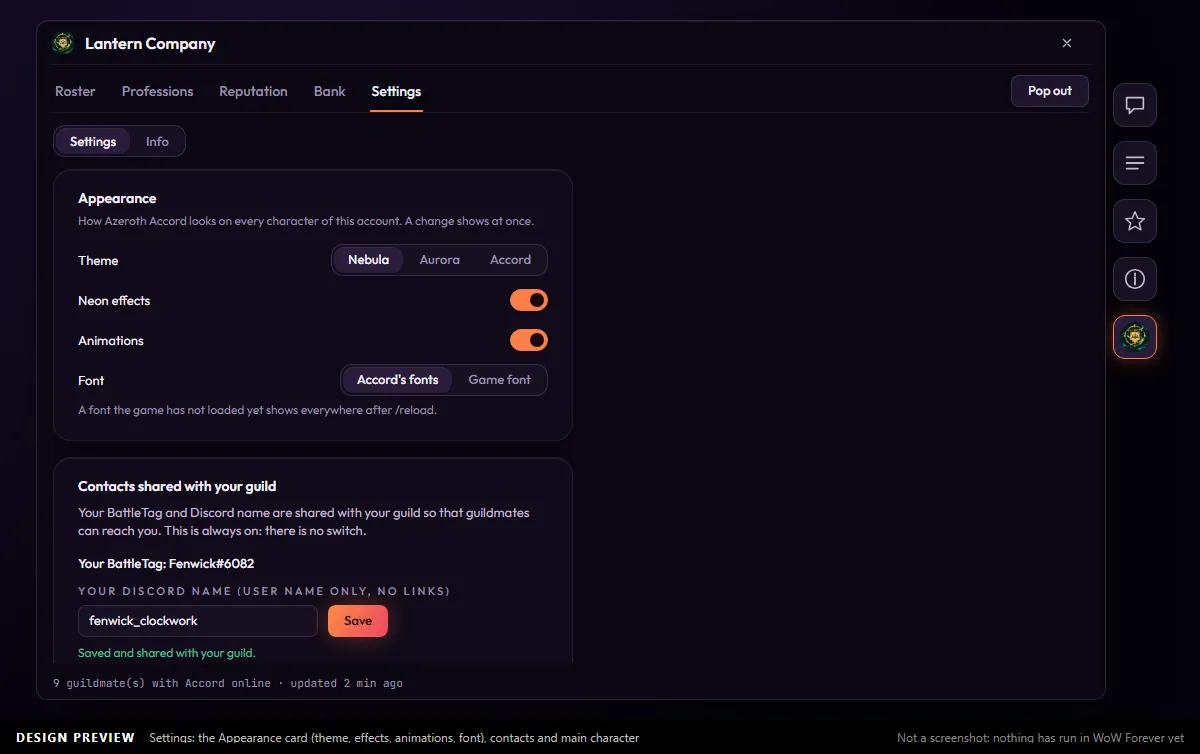 Lantern Company
Roster Professions Reputation Bank Settings Pop out
Settings Info
Appearance
How Azeroth Accord looks on every character of this account. A change shows at once.
Theme Nebula Aurora Accord
Neon effects
Animations
Font Accord's fonts Game font
A font the game has not loaded yet shows everywhere after /reload.
Contacts shared with your guild
Your BattleTag and Discord name are shared with your guild so that guildmates
can reach you. This is always on: there is no switch.
Your BattleTag: Fenwick#6082
YOUR DISCORD NAME (USER NAME ONLY, NO LINKS)
fenwick_clockwork Save
Saved and shared with your guild.
9 guildmate(s) with Accord online · updated 2 min ago
DESIGN PREVIEW Settings: the Appearance card (theme, effects, animations, font), contacts and main character Not a screenshot: nothing has run in WoW Forever yet